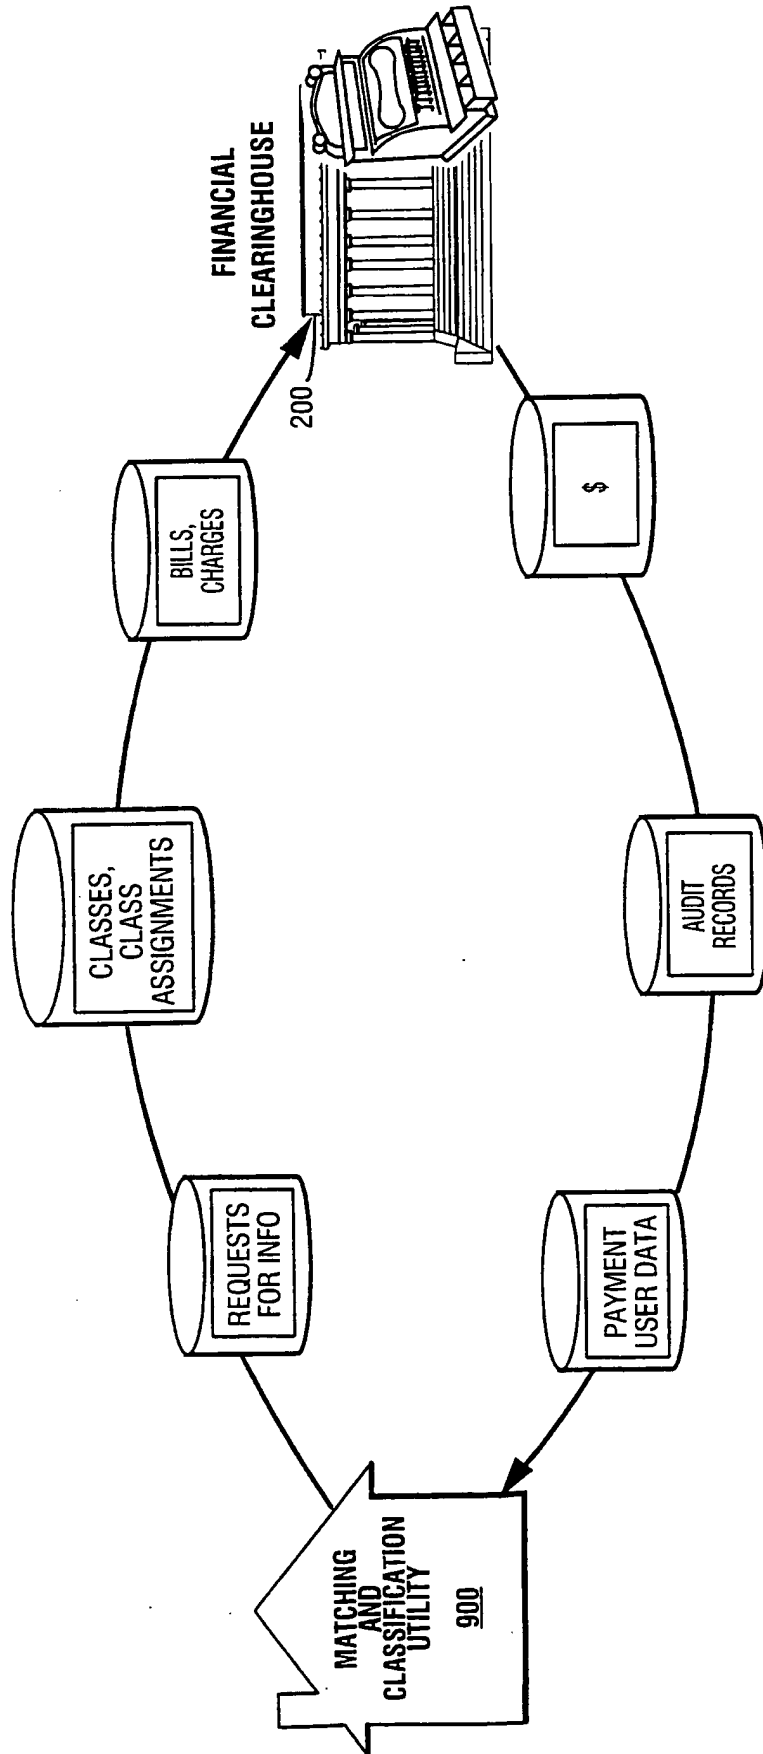 FINANCIAL
CLEARINGHOUSE
200
BILLS,
CHARGES
CLASSES,
CLASS
ASSIGNMENTS
REQUESTS
FOR INFO
MATCHING
AND
CLASSIFICATION
UTILITY
900
PAYMENT
USER DATA
AUDIT
RECORDS
$